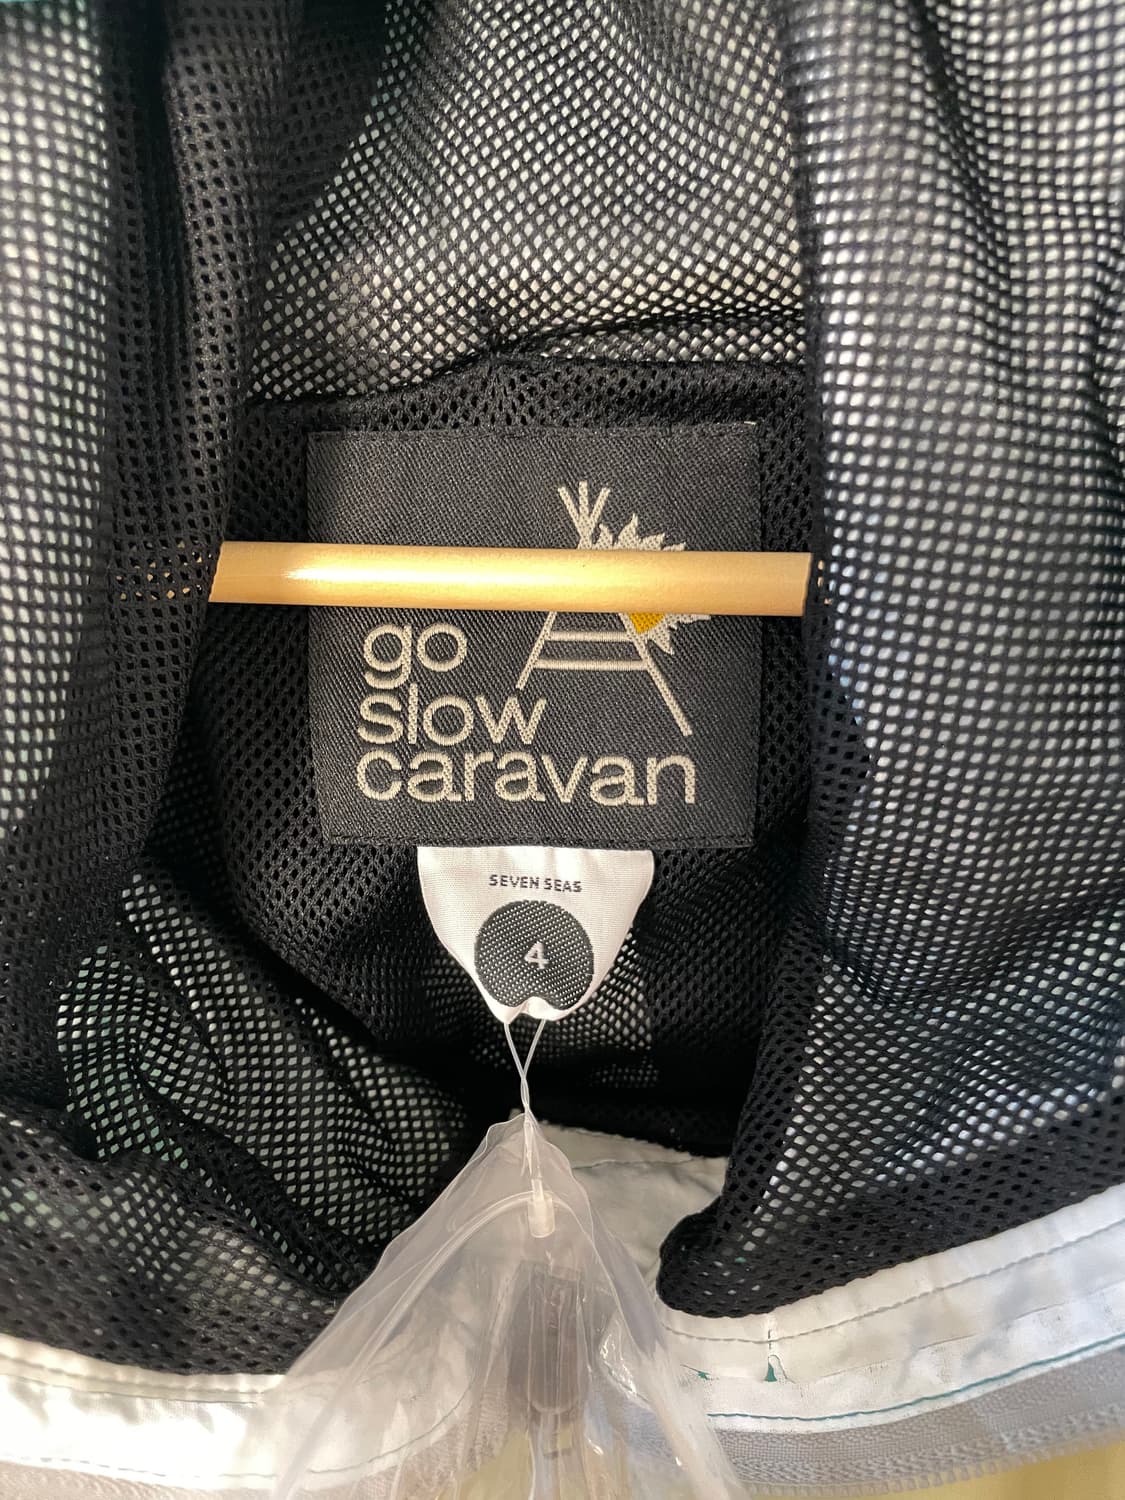 go
slow
caravan
SEVEN SEAS
4